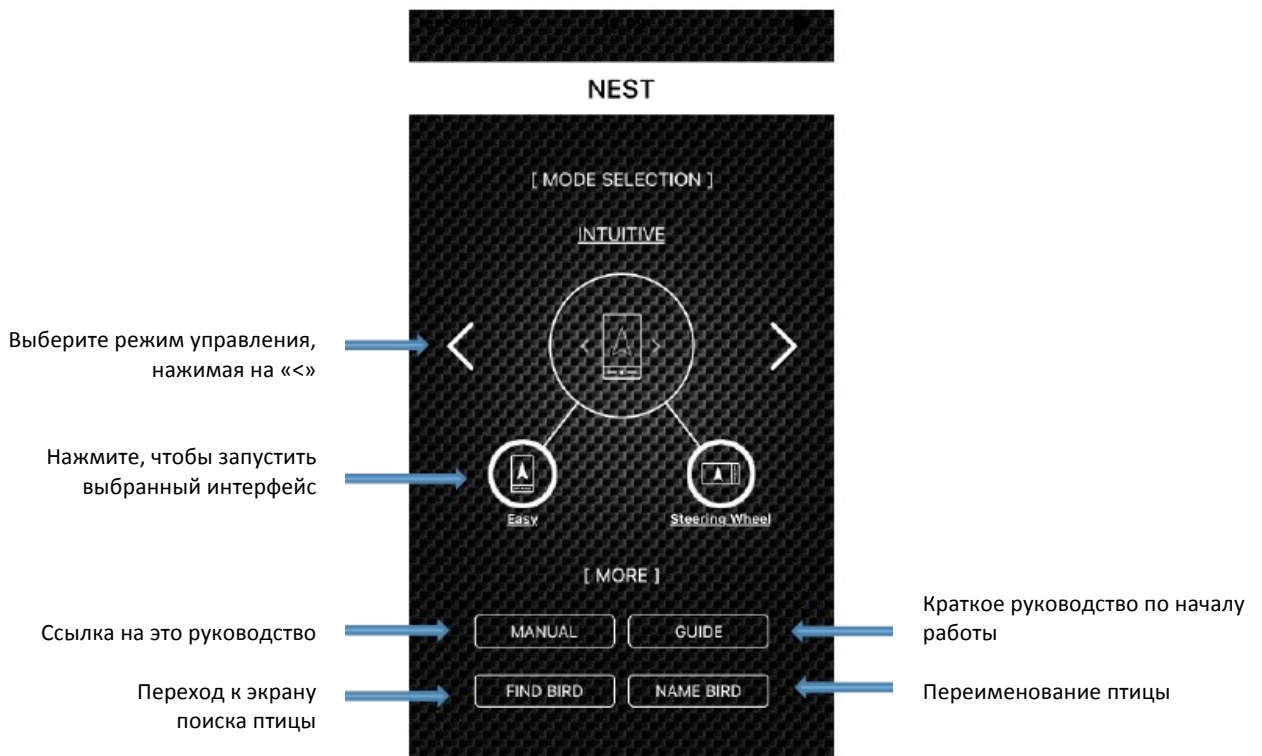 NEST
[ MODE SELECTION ]
INTUITIVE
Выберите режим управления,
нажимая на «<»
Нажмите, чтобы запустить
выбранный интерфейс
Easy
Steering Wheel
[ MORE ]
Ссылка на это руководство
MANUAL
GUIDE
Краткое руководство по началу
работы
Переход к экрану
поиска птицы
FIND BIRD
NAME BIRD
Переименование птицы